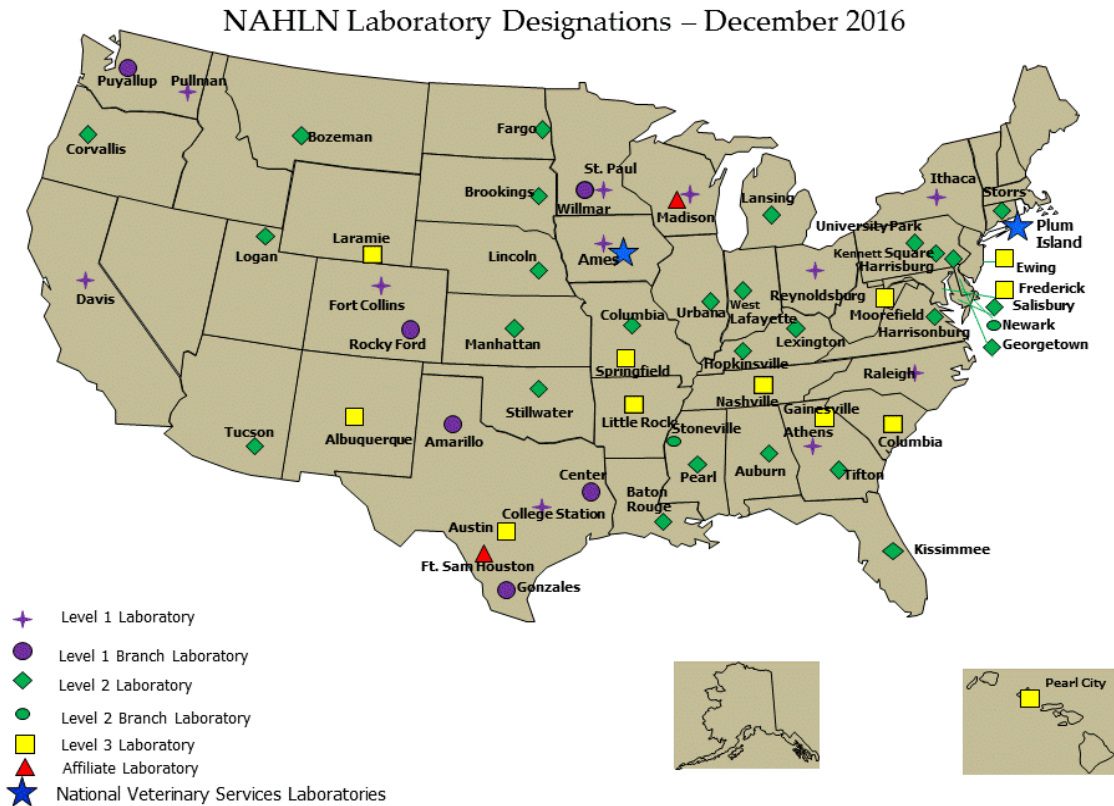 NAHLN Laboratory Designations – December 2016
Puyallup
Pullman
Corvallis
Bozeman
Fargo
St. Paul
Willmar
Brookings
Madison
Lansing
Ithaca
Storrs
University Park
Plum
Island
Laramie
Logan
Lincoln
Ames
Kennett Square
Harrisburg
Ewing
Davis
Fort Collins
Reynoldsburg
Frederick
Urbana
West
Lafayette
Moorefield
Salisbury
Rocky Ford
Manhattan
Columbia
Lexington
Harrisonburg
Newark
Georgetown
Hopkinsville
Springfield
Raleigh
Nashville
Stillwater
Gainesville
Little Rock
Albuquerque
Amarillo
Tucson
Stoneville
Athens
Columbia
Pearl
Auburn
Tifton
Center
Baton
Rouge
College Station
Austin
Kissimmee
Ft. Sam Houston
Gonzales
Level 1 Laboratory
Level 1 Branch Laboratory
Level 2 Laboratory
Level 2 Branch Laboratory
Level 3 Laboratory
Affiliate Laboratory
National Veterinary Services Laboratories
Pearl City